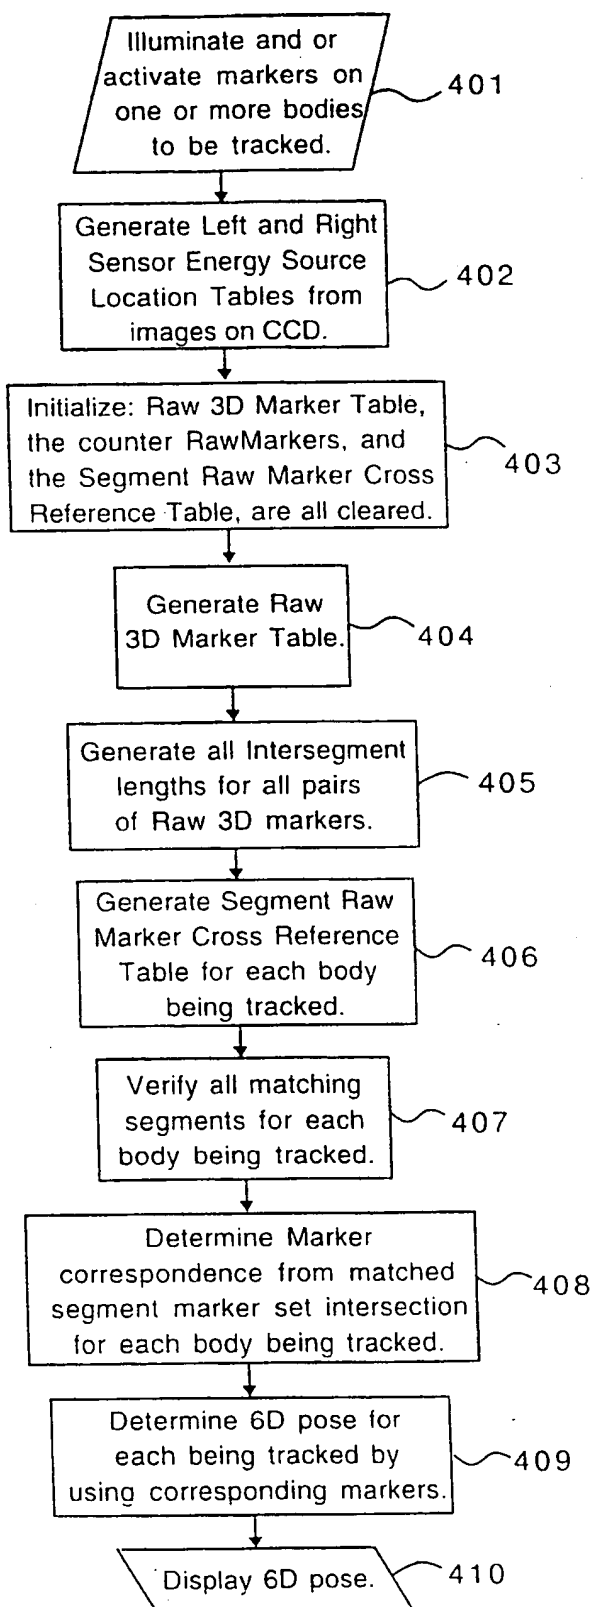 Illuminate and or
activate markers on
one or more bodies
to be tracked.
401
Generate Left and Right
Sensor Energy Source
Location Tables from
images on CCD.
402
Initialize: Raw 3D Marker Table,
the counter RawMarkers, and
the Segment Raw Marker Cross
Reference Table, are all cleared.
403
Generate Raw
3D Marker Table.
404
Generate all Intersegment
lengths for all pairs
of Raw 3D markers.
405
Generate Segment Raw
Marker Cross Reference
Table for each body
being tracked.
406
Verify all matching
segments for each
body being tracked.
407
Determine Marker
correspondence from matched
segment marker set intersection
for each body being tracked.
408
Determine 6D pose for
each being tracked by
using corresponding markers.
409
Display 6D pose.
410